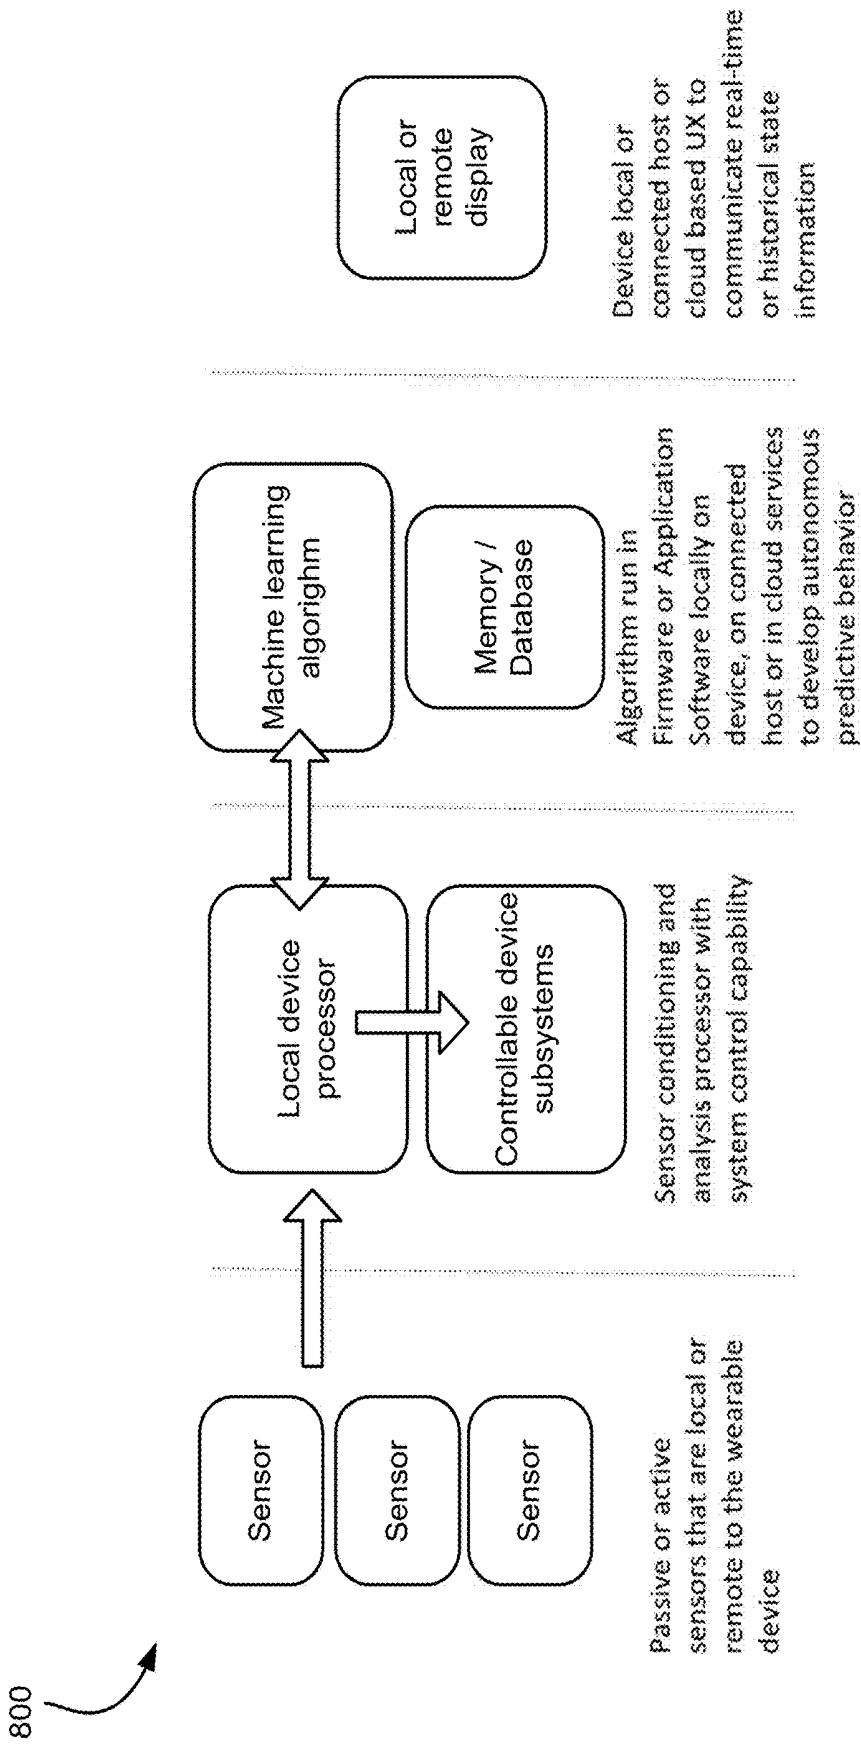 800
Sensor
Sensor
Sensor
Passive or active
sensors that are local or
remote to the wearable
device
Local device
processor
Controllable device
subsystems
Sensor conditioning and
analysis processor with
system control capability
Machine learning
algorighm
Memory /
Database
Algorithm run in
Firmware or Application
Software locally on
device, on connected
host or in cloud services
to develop autonomous
predictive behavior
Local or
remote
display
Device local or
connected host or
cloud based UX to
communicate real-time
or historical state
information